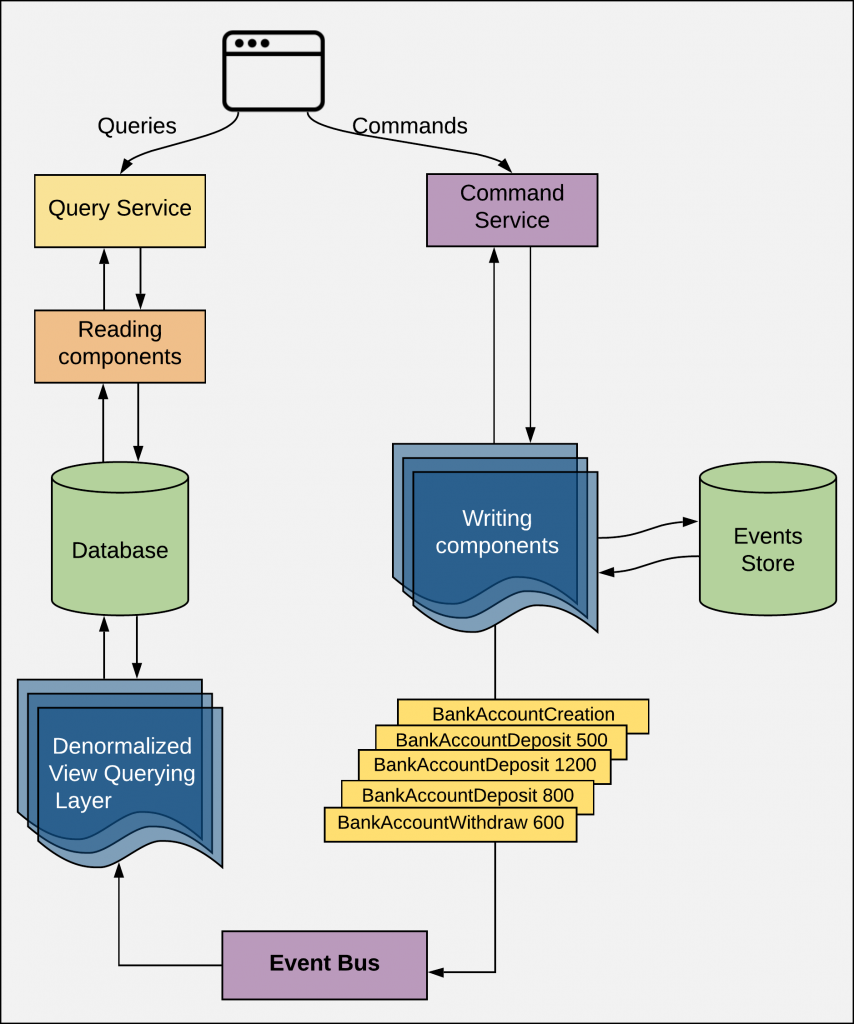 Queries
Commands
Query Service
Command
Service
Reading
components
Database
Writing
components
Events
Store
Denormalized
View Querying
Layer
BankAccountCreation
BankAccountDeposit 500
BankAccountDeposit 1200
BankAccountDeposit 800
BankAccountWithdraw 600
Event Bus